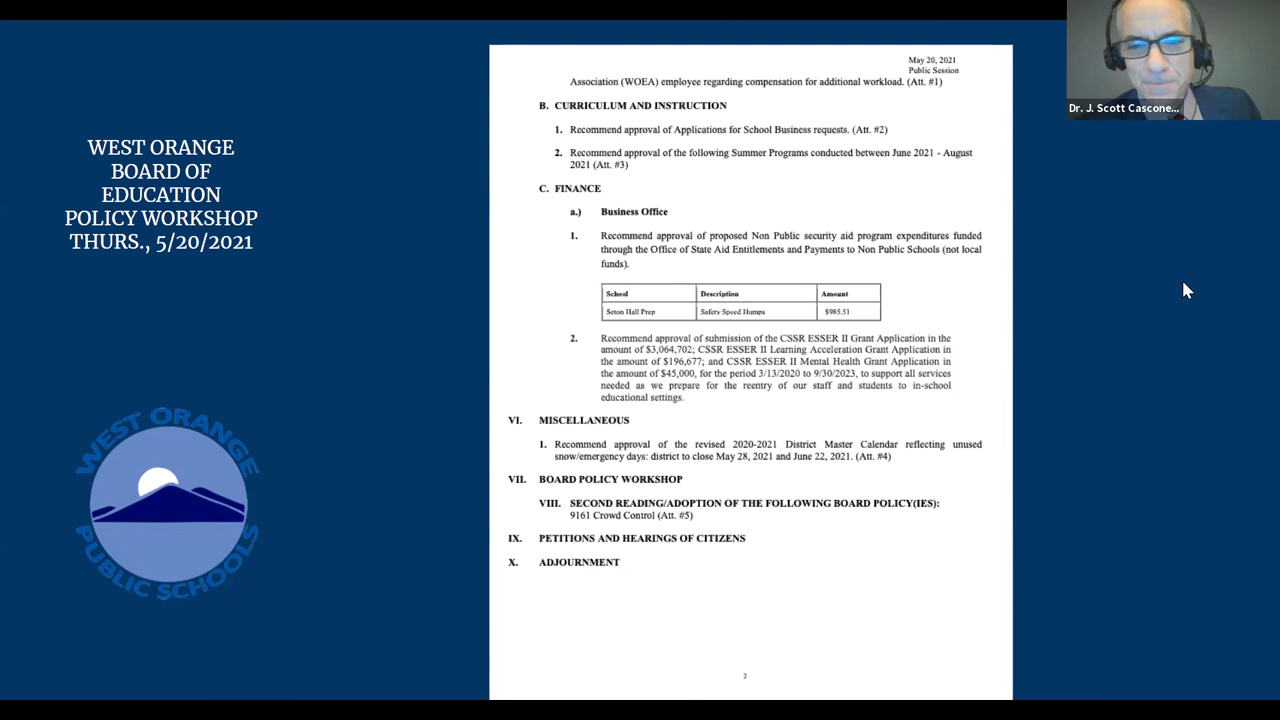 WEST ORANGE
BOARD OF
EDUCATION
POLICY WORKSHOP
THURS., 5/20/2021
WEST ORANGE
PUBLIC SCHOOLS
May 20, 2021
Public Session
Association (WOEA) employee regarding compensation for additional workload. (Att. #1)
B. CURRICULUM AND INSTRUCTION
1. Recommend approval of Applications for School Business requests. (Att. #2)
2. Recommend approval of the following Summer Programs conducted between June 2021 - August
2021 (Att. #3)
C. FINANCE
a.) Business Office
1. Recommend approval of proposed Non Public security aid program expenditures funded
through the Office of State Aid Entitlements and Payments to Non Public Schools (not local
funds).
School Description Amount
Seton Hall Prep Safety Speed Humps $985.51
2. Recommend approval of submission of the CSSR ESSER II Grant Application in the
amount of $3,064,702; CSSR ESSER II Learning Acceleration Grant Application in
the amount of $196,677; and CSSR ESSER II Mental Health Grant Application in
the amount of $45,000, for the period 3/13/2020 to 9/30/2023, to support all services
needed as we prepare for the reentry of our staff and students to in-school
educational settings.
VI. MISCELLANEOUS
1. Recommend approval of the revised 2020-2021 District Master Calendar reflecting unused
snow/emergency days: district to close May 28, 2021 and June 22, 2021. (Att. #4)
VII. BOARD POLICY WORKSHOP
VIII. SECOND READING/ADOPTION OF THE FOLLOWING BOARD POLICY(IES):
9161 Crowd Control (Att. #5)
IX. PETITIONS AND HEARINGS OF CITIZENS
X. ADJOURNMENT
2
Dr. J. Scott Cascone...